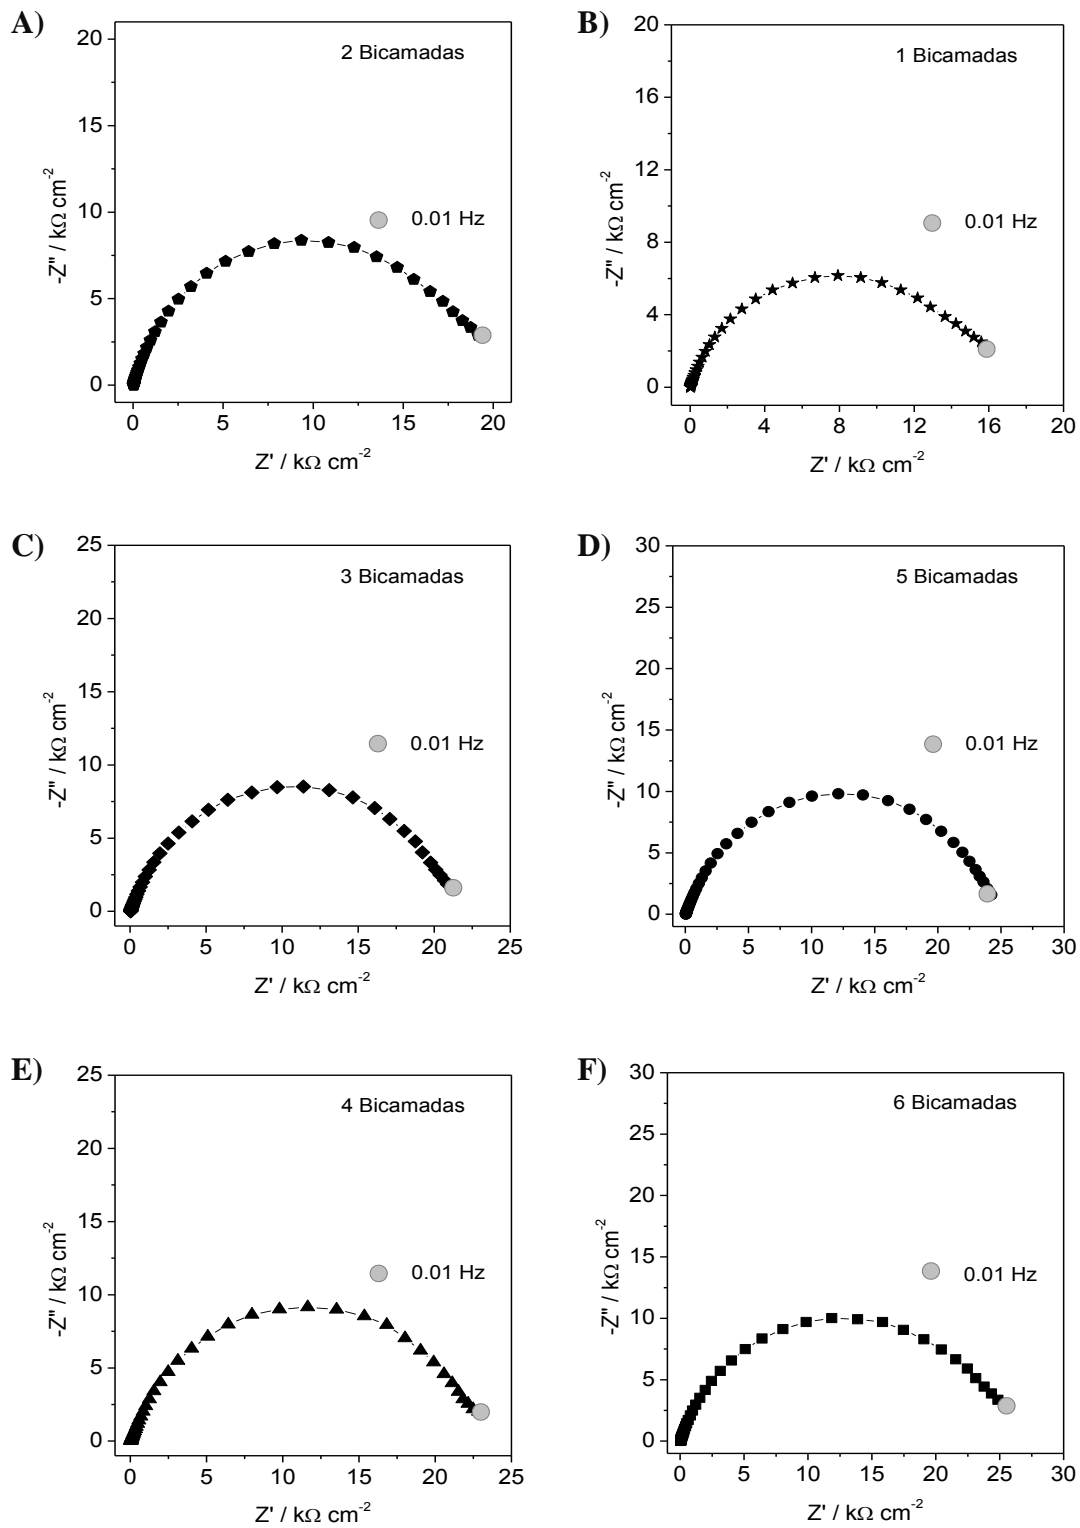 A)
2 Bicamadas
0.01 Hz
20
15
10
5
0
-Z'' / kΩ cm-2
0 5 10 15 20
Z' / kΩ cm-2
B)
1 Bicamadas
0.01 Hz
20
16
12
8
4
0
-Z'' / kΩ cm-2
0 4 8 12 16 20
Z' / kΩ cm-2
C)
3 Bicamadas
0.01 Hz
25
20
15
10
5
0
-Z'' / kΩ cm-2
0 5 10 15 20 25
Z' / kΩ cm-2
D)
5 Bicamadas
0.01 Hz
30
25
20
15
10
5
0
-Z'' / kΩ cm-2
0 5 10 15 20 25 30
Z' / kΩ cm-2
E)
4 Bicamadas
0.01 Hz
25
20
15
10
5
0
-Z'' / kΩ cm-2
0 5 10 15 20 25
Z' / kΩ cm-2
F)
6 Bicamadas
0.01 Hz
30
25
20
15
10
5
0
-Z'' / kΩ cm-2
0 5 10 15 20 25 30
Z' / kΩ cm-2